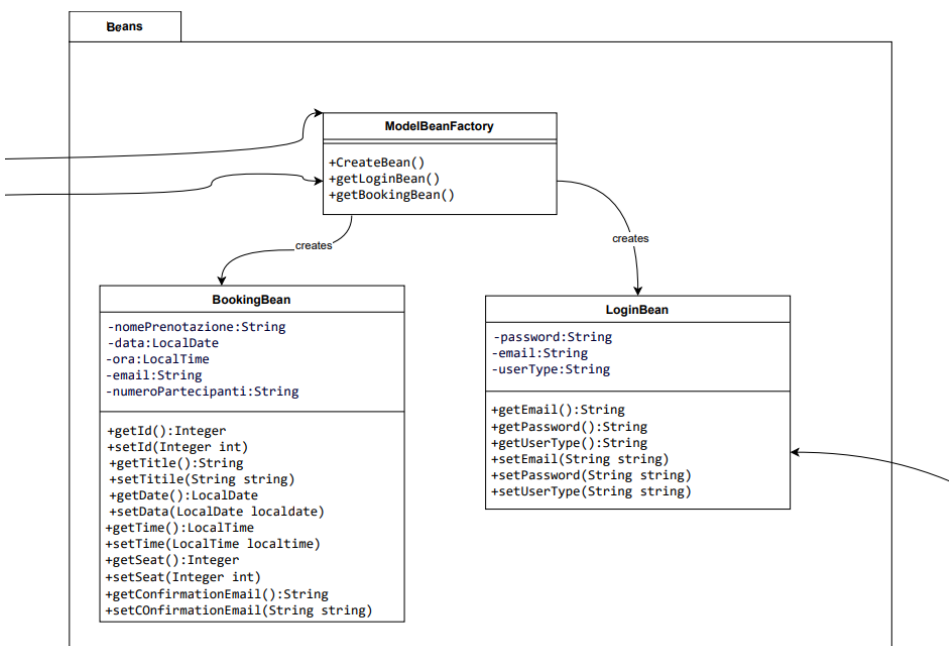 Beans
ModelBeanFactory
+CreateBean()
+getLoginBean()
+getBookingBean()
creates
creates
BookingBean
-nomePrenotazione:String
-data:LocalDate
-ora:LocalTime
-email:String
-numeroPartecipanti:String
+getId():Integer
+setId(Integer int)
+getTitile():String
+setTitile(String string)
+getDate():LocalDate
+setData(LocalDate localdate)
+getTime():LocalTime
+setTime(LocalTime localtime)
+getSeat():Integer
+setSeat(Integer int)
+getConfirmationEmail():String
+setCOnfirmationEmail(String string)
LoginBean
-password:String
-email:String
-userType:String
+getEmail():String
+getPassword():String
+getUserType():String
+setEmail(String string)
+setPassword(String string)
+setUserType(String string)